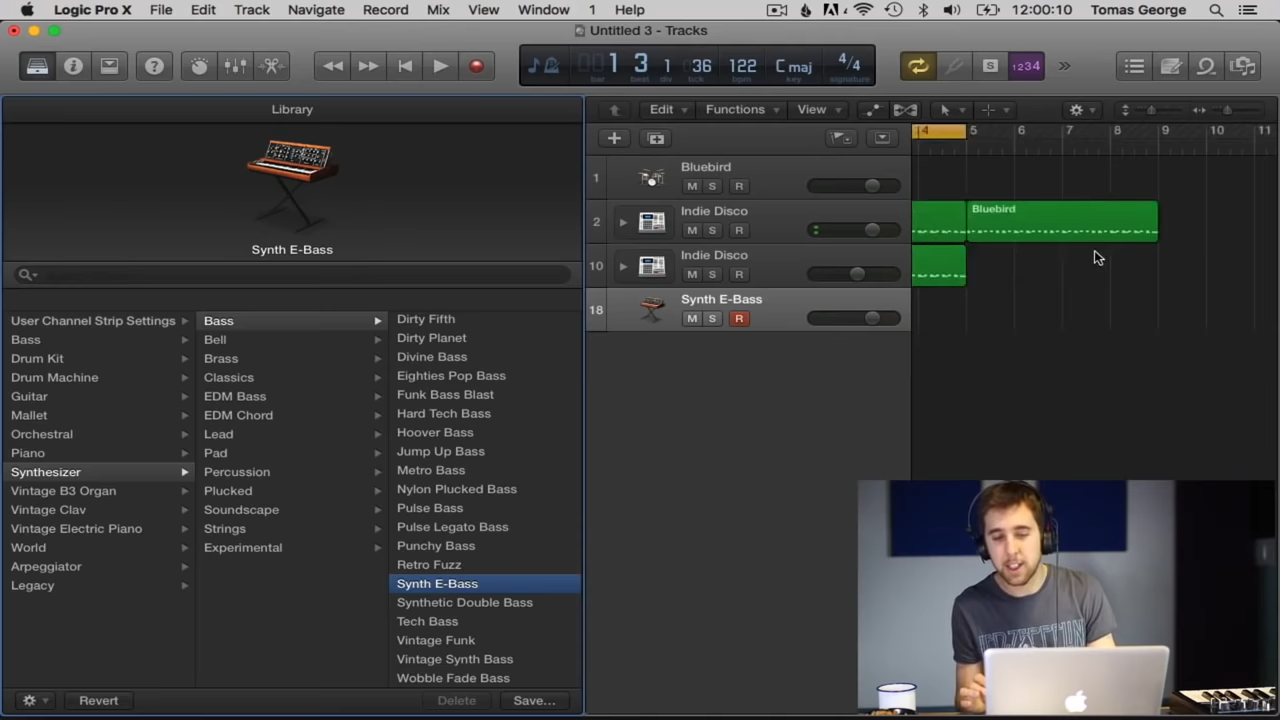 Logic Pro X File Edit Track Navigate Record Mix View Window 1 Help 12:00:10 Tomas George
Untitled 3 - Tracks
1 3 1 36 122 C maj 4/4
bar beat div tick bpm key signature
S 1234
Library
Edit Functions View
4 5 6 7 8 9 10 11
Synth E-Bass
1 Bluebird
M S R
2 Indie Disco
M S R
Bluebird
10 Indie Disco
M S R
18 Synth E-Bass
M S R
User Channel Strip Settings
Bass
Drum Kit
Drum Machine
Guitar
Mallet
Orchestral
Piano
Synthesizer
Vintage B3 Organ
Vintage Clav
Vintage Electric Piano
World
Arpeggiator
Legacy
Bass
Bell
Brass
Classics
EDM Bass
EDM Chord
Lead
Pad
Percussion
Plucked
Soundscape
Strings
Experimental
Dirty Fifth
Dirty Planet
Divine Bass
Eighties Pop Bass
Funk Bass Blast
Hard Tech Bass
Hoover Bass
Jump Up Bass
Metro Bass
Nylon Plucked Bass
Pulse Bass
Pulse Legato Bass
Punchy Bass
Retro Fuzz
Synth E-Bass
Synthetic Double Bass
Tech Bass
Vintage Funk
Vintage Synth Bass
Wobble Fade Bass
Revert Delete Save...